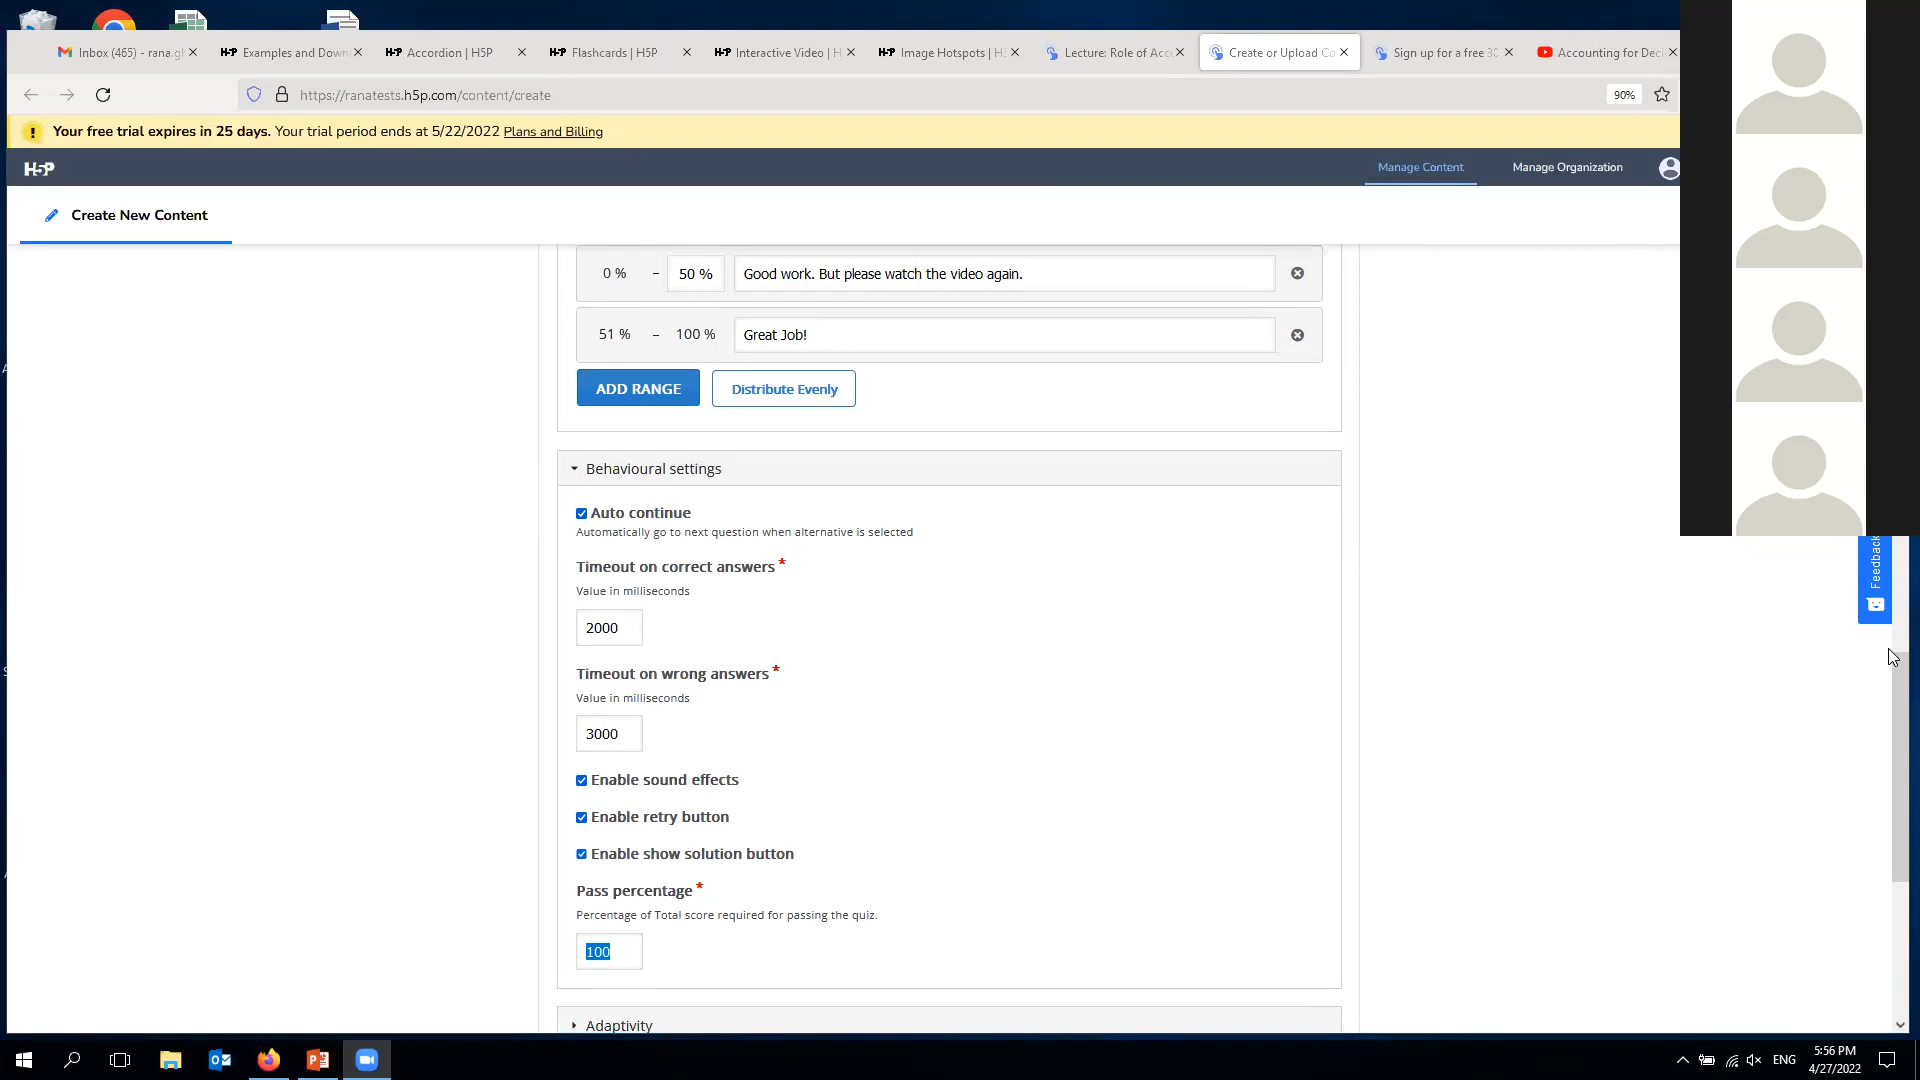 Inbox (465) - rana.gh
H-P Examples and Down
H-P Accordion | H5P
H-P Flashcards | H5P
H-P Interactive Video | H
H-P Image Hotspots | H
Lecture: Role of Acc
Create or Upload Co
Sign up for a free 30
Accounting for Deci
https://ranatests.h5p.com/content/create
90%
Your free trial expires in 25 days. Your trial period ends at 5/22/2022 Plans and Billing
H5P
Manage Content
Manage Organization
Create New Content
0 % – 50 % Good work. But please watch the video again.
51 % – 100 % Great Job!
ADD RANGE
Distribute Evenly
Behavioural settings
Auto continue
Automatically go to next question when alternative is selected
Timeout on correct answers *
Value in milliseconds
2000
Timeout on wrong answers *
Value in milliseconds
3000
Enable sound effects
Enable retry button
Enable show solution button
Pass percentage *
Percentage of Total score required for passing the quiz.
100
Adaptivity
Feedback
ENG
5:56 PM
4/27/2022